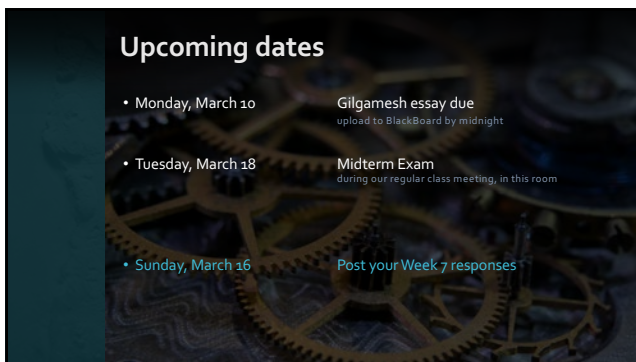 Upcoming dates
• Monday, March 10 Gilgamesh essay due
upload to BlackBoard by midnight
• Tuesday, March 18 Midterm Exam
during our regular class meeting, in this room
• Sunday, March 16 Post your Week 7 responses